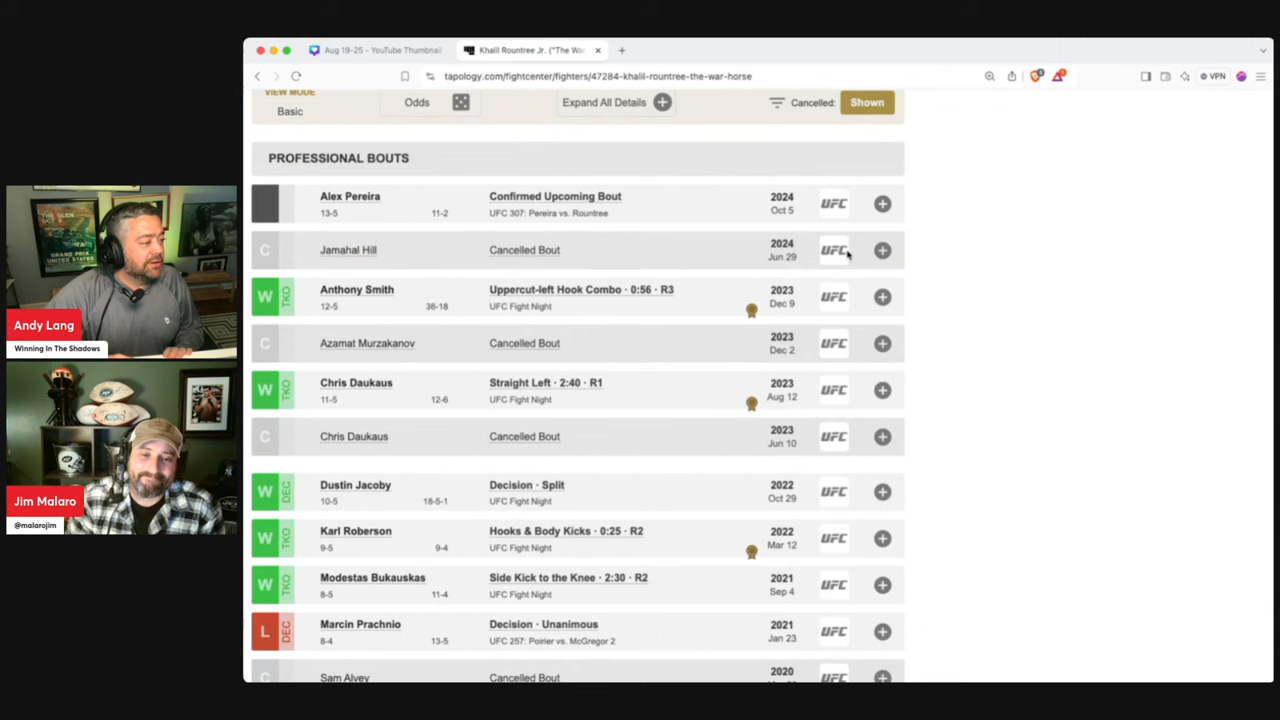 Aug 19-25 - YouTube Thumbnail
Khalil Rountree Jr. ("The Wa
tapology.com/fightcenter/fighters/47284-khalil-rountree-the-war-horse
VPN
VIEW MODE
Basic
Odds
Expand All Details
Cancelled:
Shown
PROFESSIONAL BOUTS
Alex Pereira
Confirmed Upcoming Bout
2024
13-5
11-2
UFC 307: Pereira vs. Rountree
Oct 5
UFC
C
Jamahal Hill
Cancelled Bout
2024
Jun 29
UFC
W
TKO
Anthony Smith
Uppercut-left Hook Combo · 0:56 · R3
2023
12-5
36-18
UFC Fight Night
Dec 9
UFC
C
Azamat Murzakanov
Cancelled Bout
2023
Dec 2
UFC
W
TKO
Chris Daukaus
Straight Left · 2:40 · R1
2023
11-5
12-6
UFC Fight Night
Aug 12
UFC
C
Chris Daukaus
Cancelled Bout
2023
Jun 10
UFC
W
DEC
Dustin Jacoby
Decision · Split
2022
10-5
18-5-1
UFC Fight Night
Oct 29
UFC
W
TKO
Karl Roberson
Hooks & Body Kicks · 0:25 · R2
2022
9-5
9-4
UFC Fight Night
Mar 12
UFC
W
TKO
Modestas Bukauskas
Side Kick to the Knee · 2:30 · R2
2021
8-5
11-4
UFC Fight Night
Sep 4
UFC
L
DEC
Marcin Prachnio
Decision · Unanimous
2021
8-4
13-5
UFC 257: Poirier vs. McGregor 2
Jan 23
UFC
C
Sam Alvey
Cancelled Bout
2020
UFC
THE GLEN
OCT 5
GRAND PRIX
UNITED STATES
Andy Lang
Winning In The Shadows
Jim Malaro
@malarojim